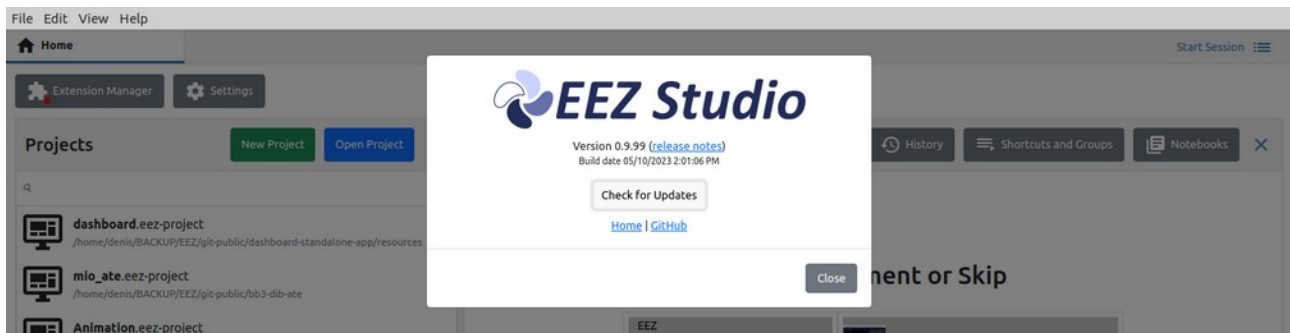 File Edit View Help
Home
Start Session
Extension Manager Settings
EEZ Studio
Version 0.9.99 (release notes)
Build date 05/10/2023 2:01:06 PM
Check for Updates
Home | GitHub
Close
Projects New Project Open Project
dashboard.eez-project
/home/denis/BACKUP/EEZ/git-public/dashboard-standalone-app/resources
mio_ate.eez-project
/home/denis/BACKUP/EEZ/git-public/bb3-dib-ate
Animation.eez-project
History Shortcuts and Groups Notebooks
or Skip
EEZ